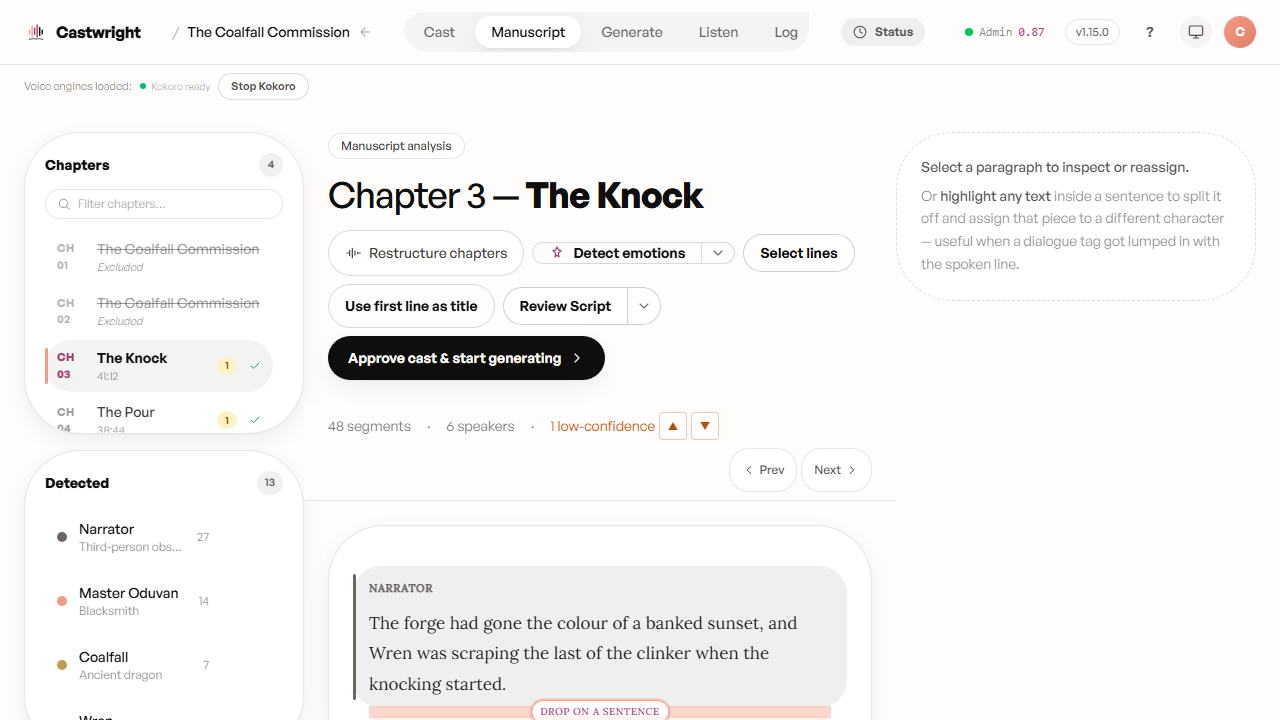 Castwright / The Coalfall Commission ← Cast Manuscript Generate Listen Log Status Admin 0.87 v1.15.0 ? C
Voice engines loaded: Kokoro ready Stop Kokoro
Chapters 4
Filter chapters...
CH 01 The Coalfall Commission
Excluded
CH 02 The Coalfall Commission
Excluded
CH 03 The Knock 1
41:12
CH 04 The Pour 1
38:44
Detected 13
Narrator 27
Third-person obs...
Master Oduvan 14
Blacksmith
Coalfall 7
Ancient dragon
Wren
Manuscript analysis
Chapter 3 — The Knock
Restructure chapters Detect emotions Select lines
Use first line as title Review Script
Approve cast & start generating
48 segments · 6 speakers · 1 low-confidence ▲ ▼
Prev Next
NARRATOR
The forge had gone the colour of a banked sunset, and
Wren was scraping the last of the clinker when the
knocking started.
DROP ON A SENTENCE
Select a paragraph to inspect or reassign.
Or highlight any text inside a sentence to split it
off and assign that piece to a different character
— useful when a dialogue tag got lumped in with
the spoken line.